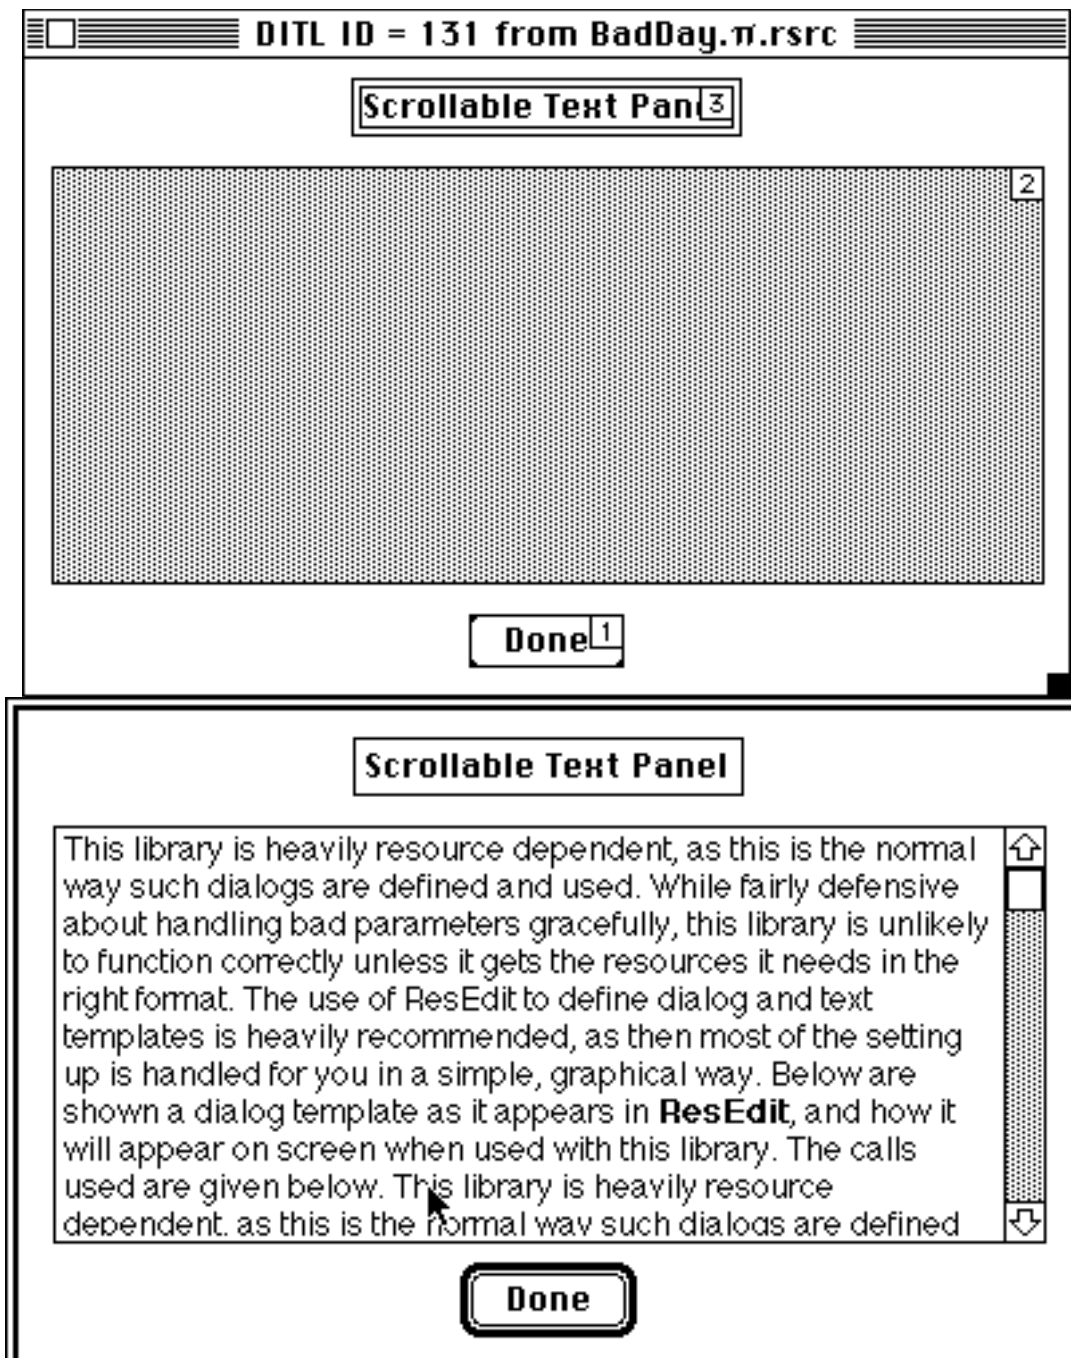 DITL ID = 131 from BadDay.π.rsrc
Scrollable Text Pan
3
2
Done
1
Scrollable Text Panel
This library is heavily resource dependent, as this is the normal
way such dialogs are defined and used. While fairly defensive
about handling bad parameters gracefully, this library is unlikely
to function correctly unless it gets the resources it needs in the
right format. The use of ResEdit to define dialog and text
templates is heavily recommended, as then most of the setting
up is handled for you in a simple, graphical way. Below are
shown a dialog template as it appears in ResEdit, and how it
will appear on screen when used with this library. The calls
used are given below. This library is heavily resource
dependent, as this is the normal way such dialogs are defined
Done